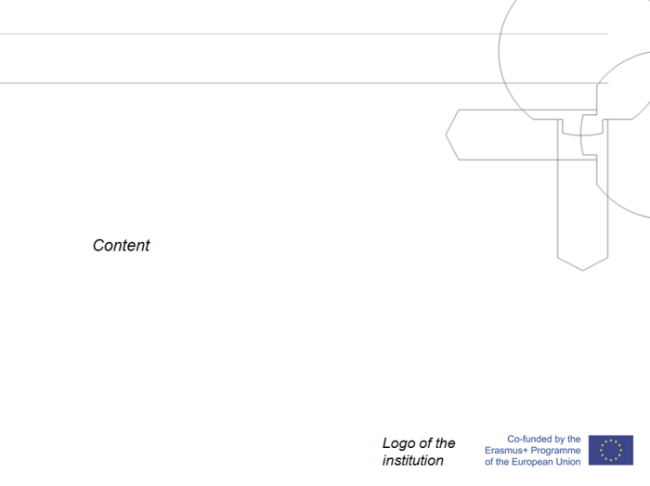 Content
Logo of the
institution
Co-funded by the
Erasmus+ Programme
of the European Union